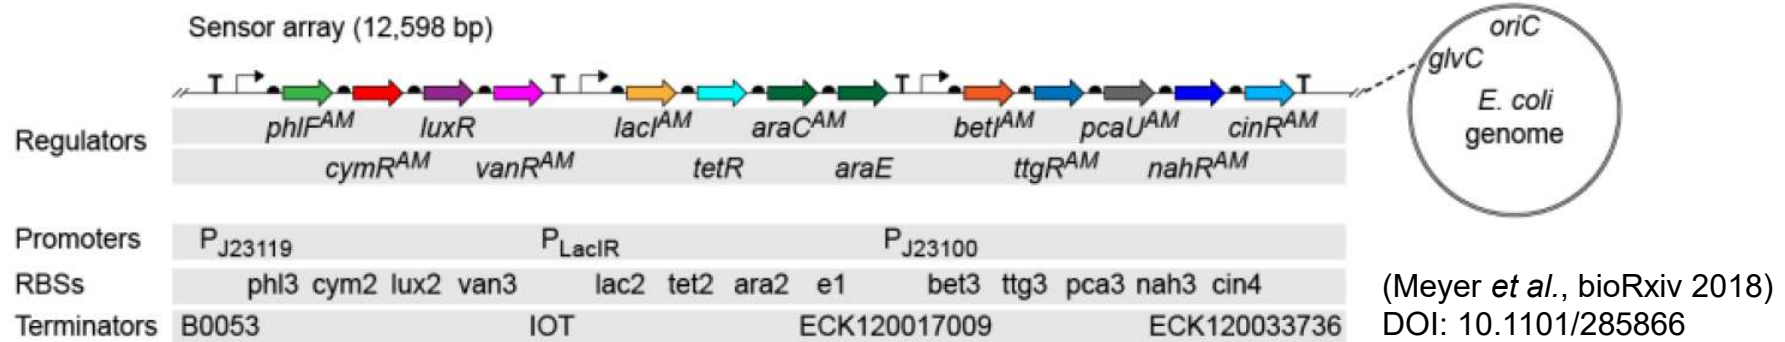 Sensor array (12,598 bp)
oriC
glvC
E. coli
genome
T T T T
Regulators
phlF^AM luxR lacI^AM araC^AM betI^AM pcaU^AM cinR^AM
cymR^AM vanR^AM tetR araE ttgR^AM nahR^AM
Promoters P_J23119 P_LacIR P_J23100
RBSs phl3 cym2 lux2 van3 lac2 tet2 ara2 e1 bet3 ttg3 pca3 nah3 cin4
Terminators B0053 IOT ECK120017009 ECK120033736
(Meyer et al., bioRxiv 2018)
DOI: 10.1101/285866